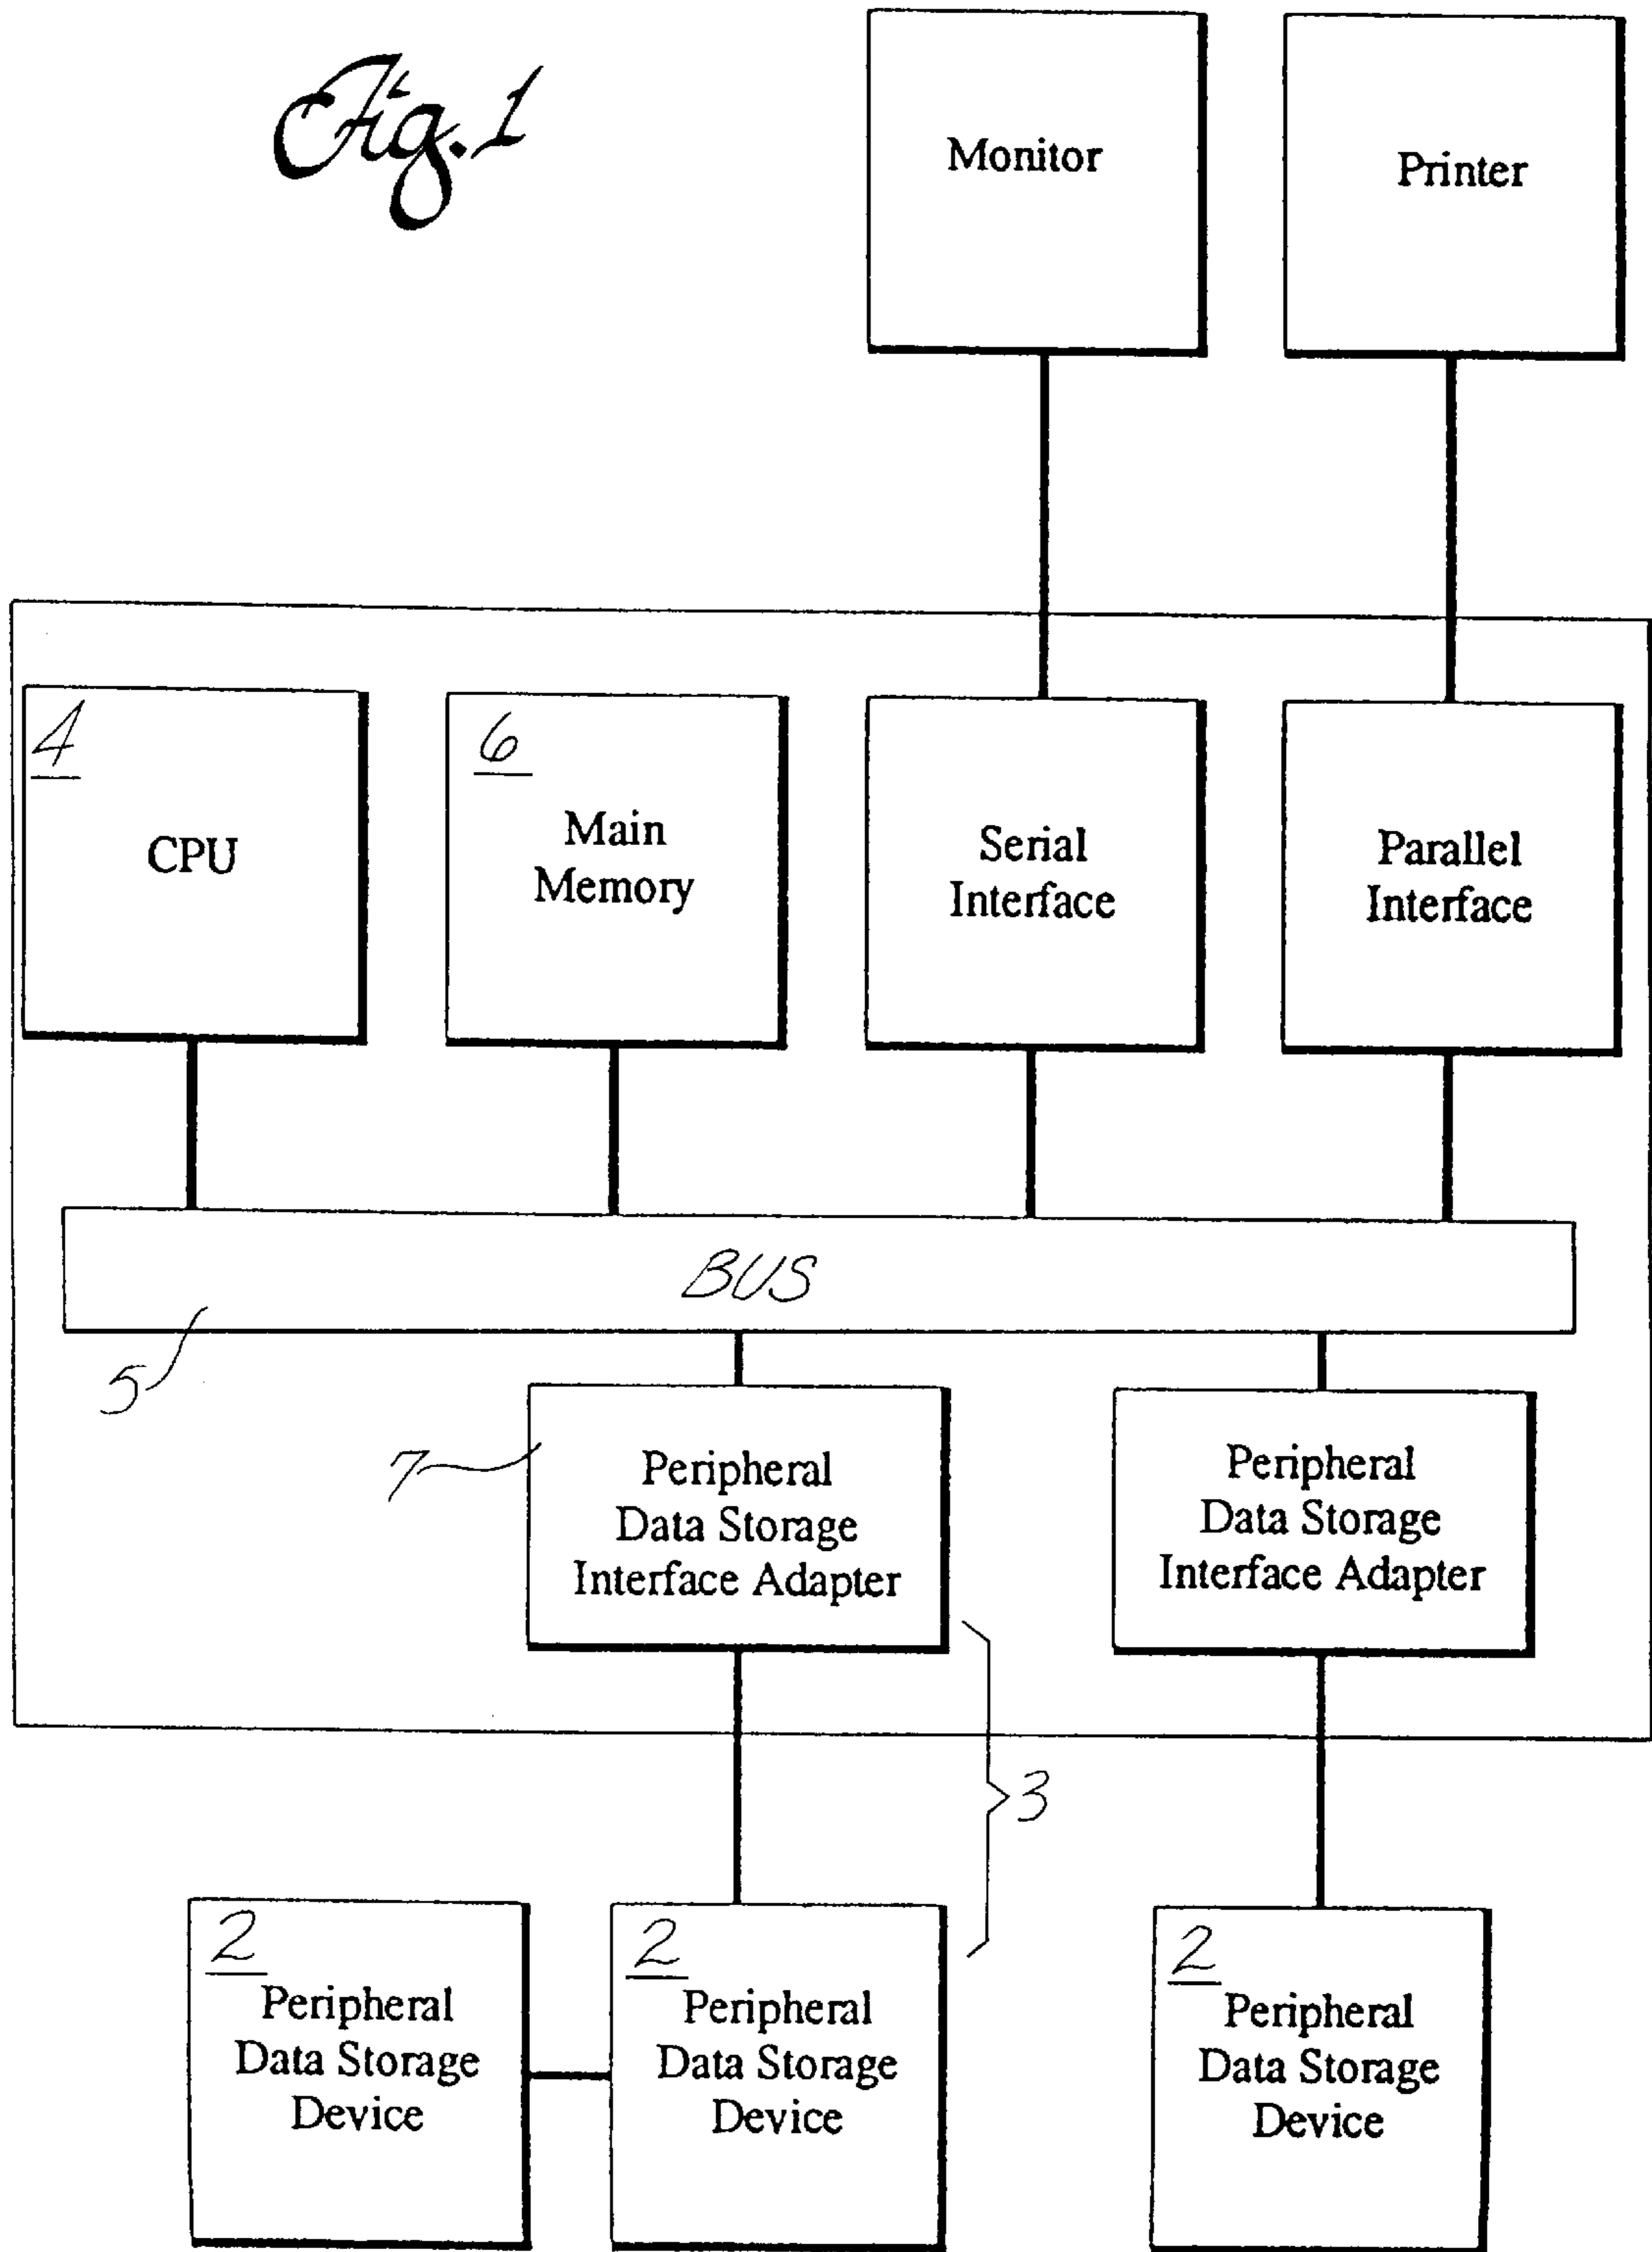 Fig. 1
Monitor
Printer
4
CPU
6
Main
Memory
Serial
Interface
Parallel
Interface
BUS
5
7
Peripheral
Data Storage
Interface Adapter
Peripheral
Data Storage
Interface Adapter
3
2
Peripheral
Data Storage
Device
2
Peripheral
Data Storage
Device
2
Peripheral
Data Storage
Device